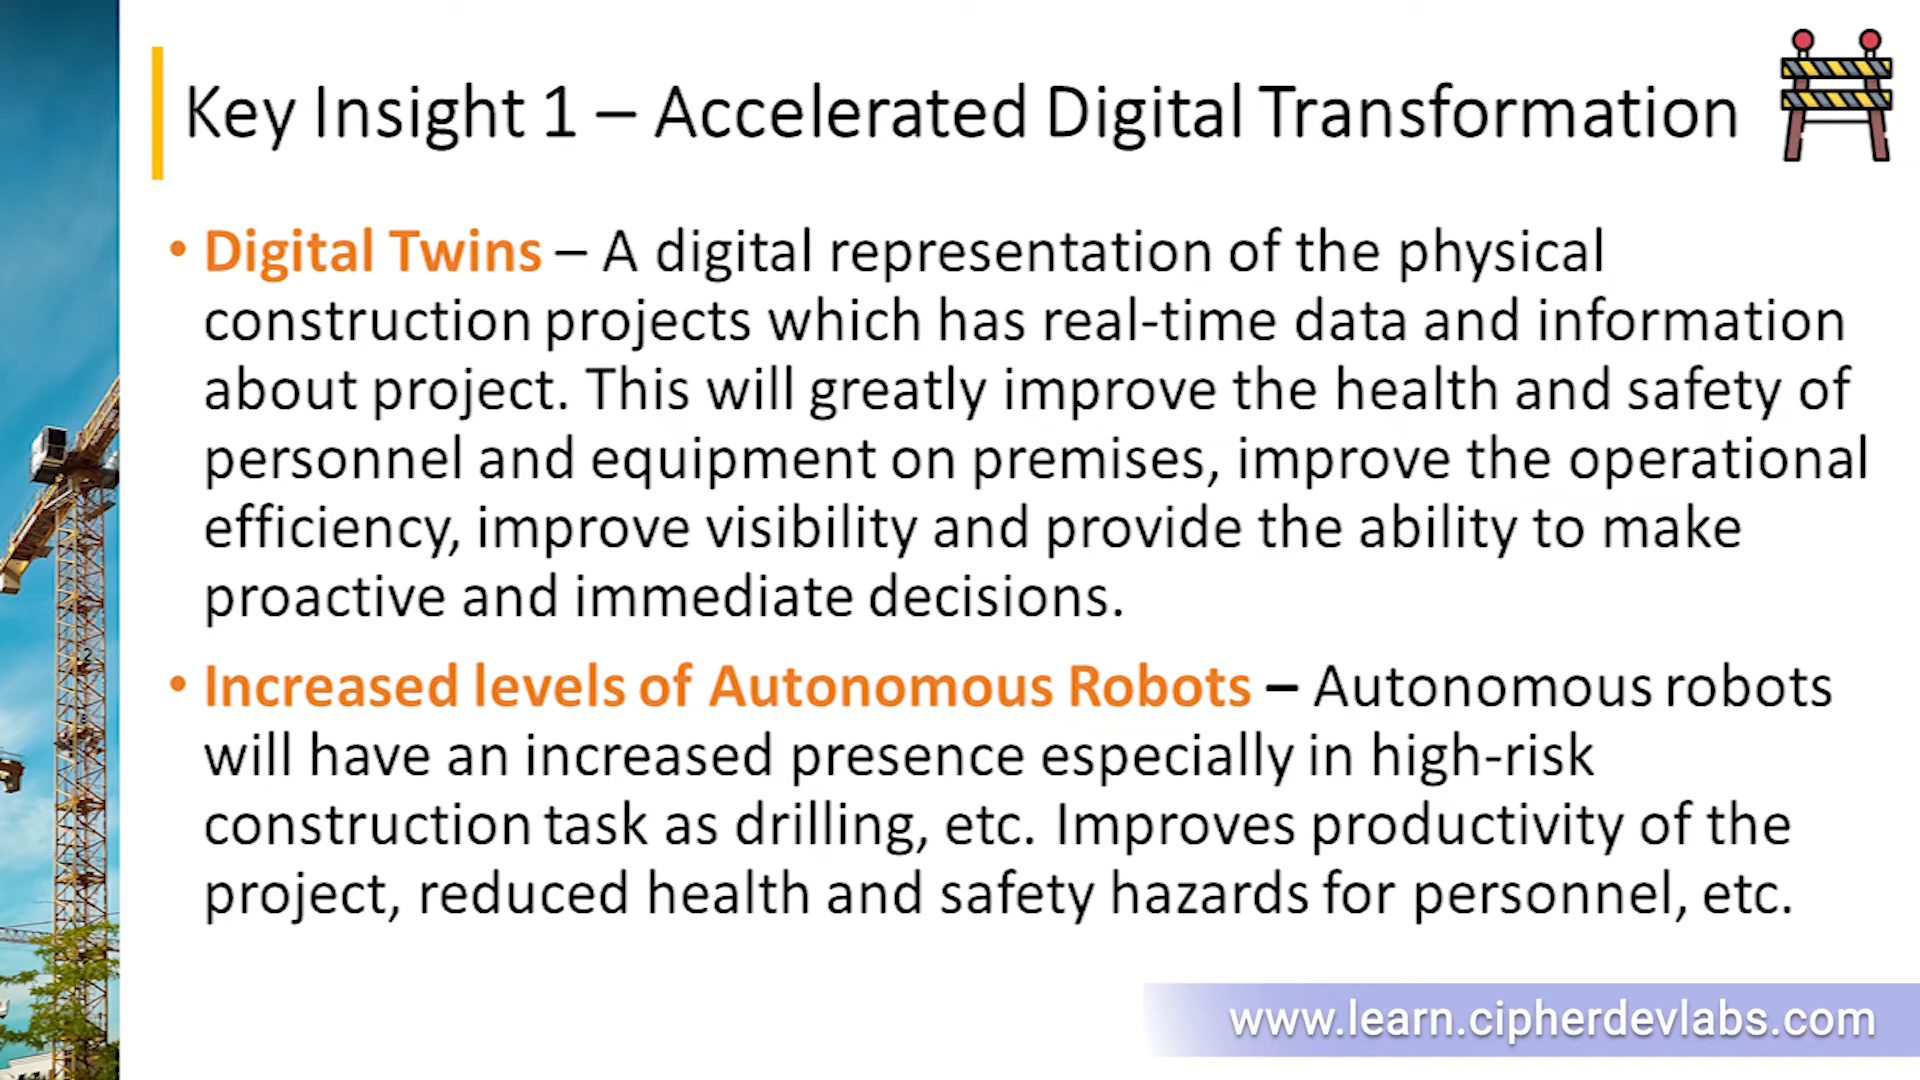 Key Insight 1 – Accelerated Digital Transformation
• Digital Twins – A digital representation of the physical
construction projects which has real-time data and information
about project. This will greatly improve the health and safety of
personnel and equipment on premises, improve the operational
efficiency, improve visibility and provide the ability to make
proactive and immediate decisions.
• Increased levels of Autonomous Robots – Autonomous robots
will have an increased presence especially in high-risk
construction task as drilling, etc. Improves productivity of the
project, reduced health and safety hazards for personnel, etc.
www.learn.cipherdevlabs.com